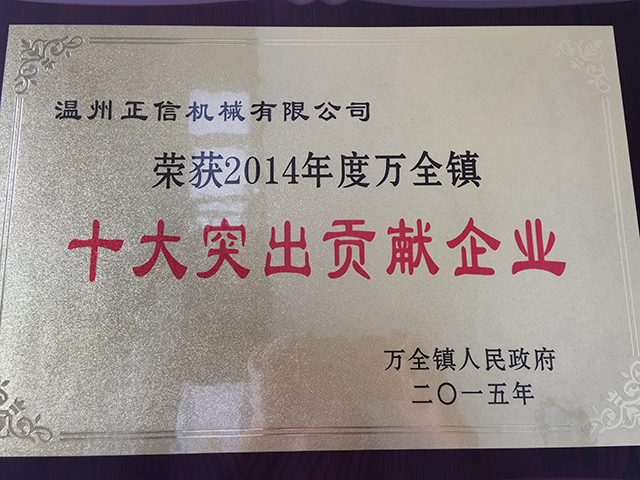 温州正信机械有限公司
荣获2014年度万全镇
十大突出贡献企业
万全镇人民政府
二〇一五年